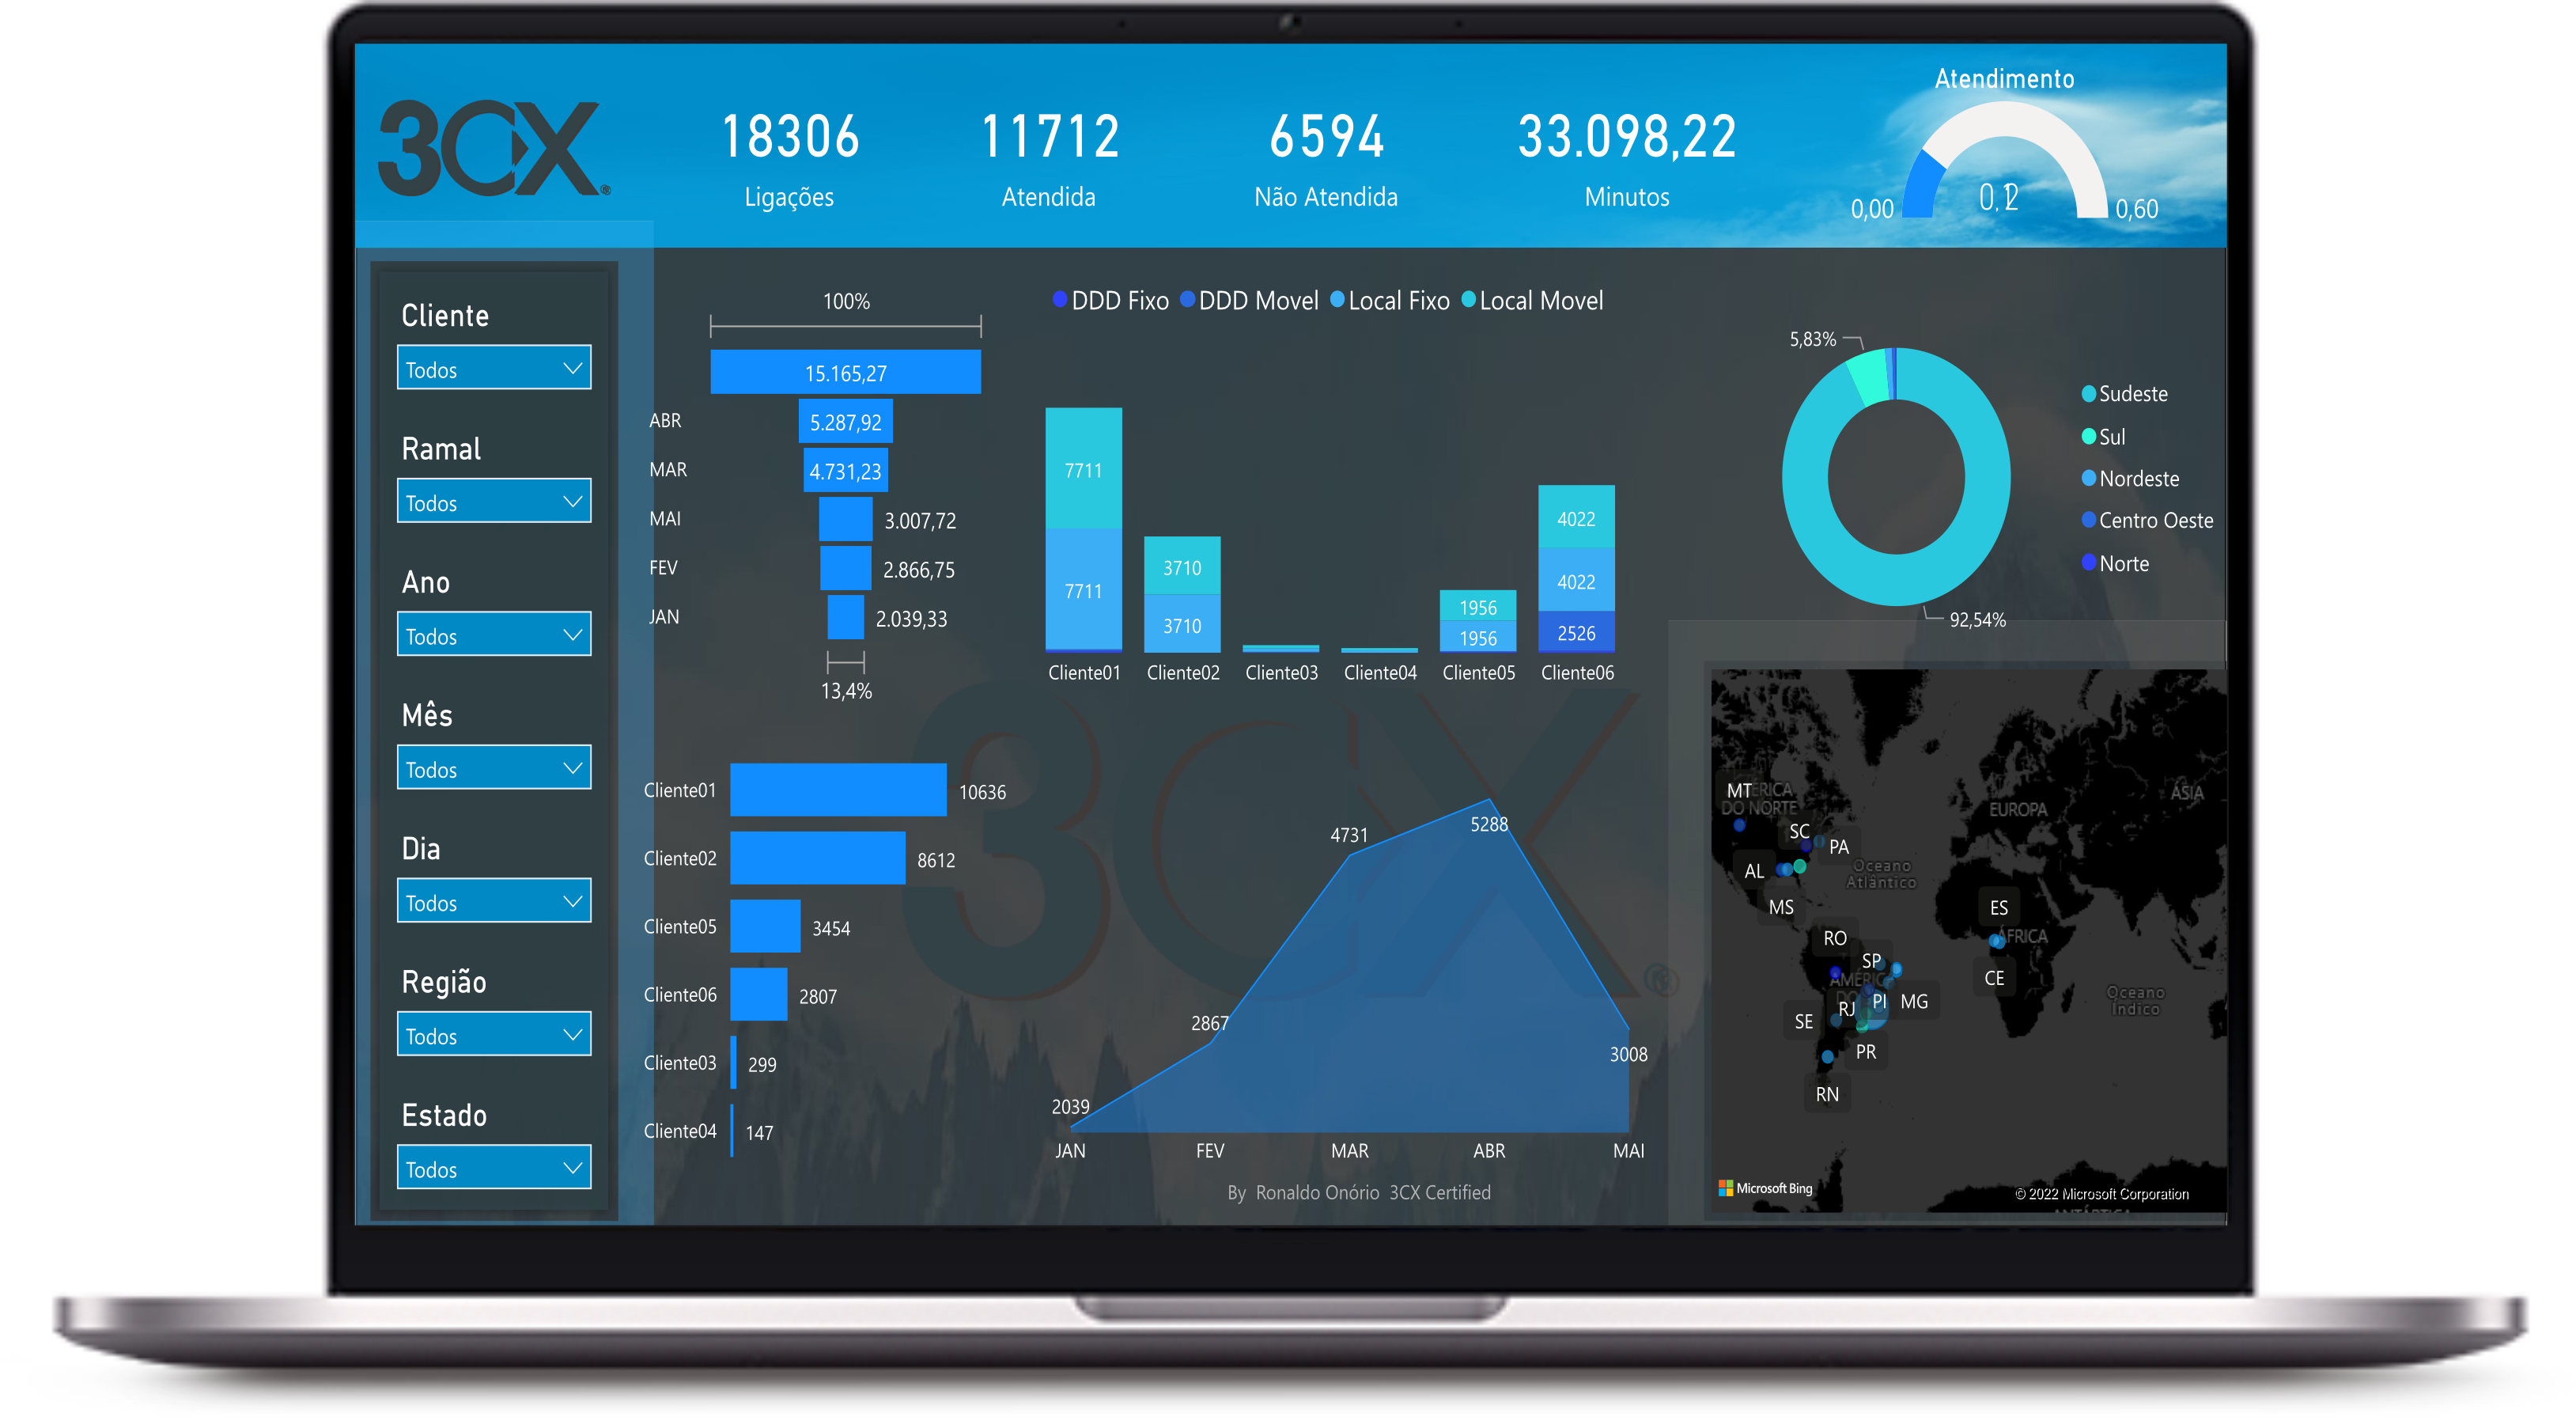 3CX®
18306
Ligações
11712
Atendida
6594
Não Atendida
33.098,22
Minutos
Atendimento
0,00
0,60
Cliente
Todos
Ramal
Todos
Ano
Todos
Mês
Todos
Dia
Todos
Região
Todos
Estado
Todos
100%
15.165,27
ABR 5.287,92
MAR 4.731,23
MAI 3.007,72
FEV 2.866,75
JAN 2.039,33
13,4%
DDD Fixo DDD Movel Local Fixo Local Movel
7711
7711
3710
3710
1956
1956
4022
4022
2526
Cliente01 Cliente02 Cliente03 Cliente04 Cliente05 Cliente06
5,83%
92,54%
Sudeste
Sul
Nordeste
Centro Oeste
Norte
Cliente01 10636
Cliente02 8612
Cliente05 3454
Cliente06 2807
Cliente03 299
Cliente04 147
3CX®
2039
2867
4731
5288
3008
JAN FEV MAR ABR MAI
By Ronaldo Onório 3CX Certified
MT
DO NORTE
SC
PA
AL
MS
Oceano
Atlântico
EUROPA
ÁSIA
ES
ÁFRICA
CE
RO
SP
RJ
PI
MG
SE
PR
RN
Oceano
Índico
Microsoft Bing
© 2022 Microsoft Corporation